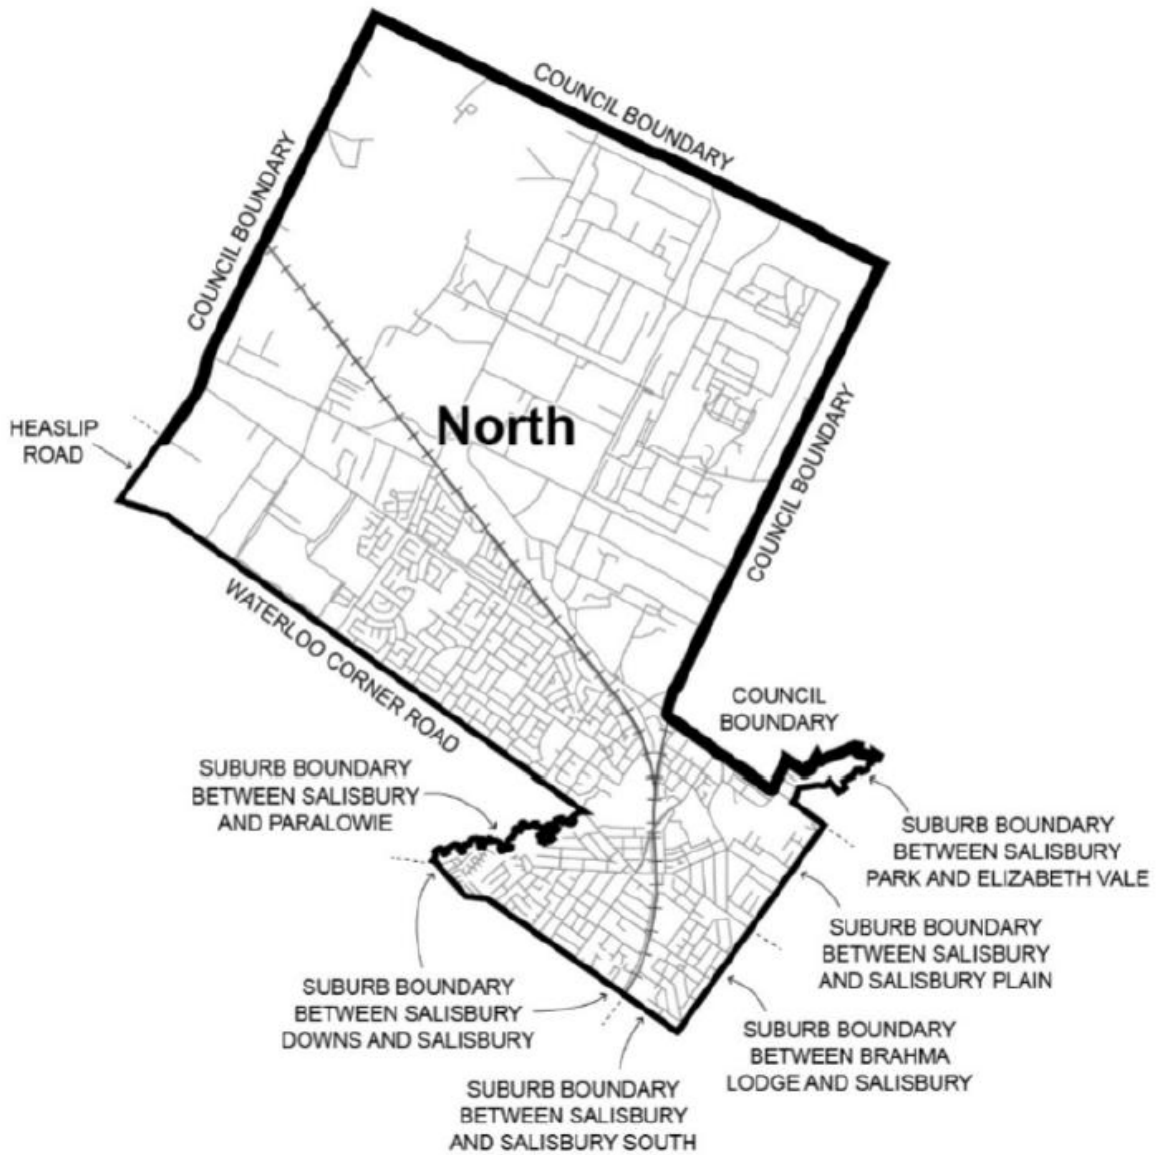 COUNCIL BOUNDARY
COUNCIL BOUNDARY
HEASLIP
ROAD
North
COUNCIL BOUNDARY
WATERLOO CORNER ROAD
COUNCIL
BOUNDARY
SUBURB BOUNDARY
BETWEEN SALISBURY
AND PARALOWIE
SUBURB BOUNDARY
BETWEEN SALISBURY
PARK AND ELIZABETH VALE
SUBURB BOUNDARY
BETWEEN SALISBURY
AND SALISBURY PLAIN
SUBURB BOUNDARY
BETWEEN SALISBURY
DOWNS AND SALISBURY
SUBURB BOUNDARY
BETWEEN BRAHMA
LODGE AND SALISBURY
SUBURB BOUNDARY
BETWEEN SALISBURY
AND SALISBURY SOUTH